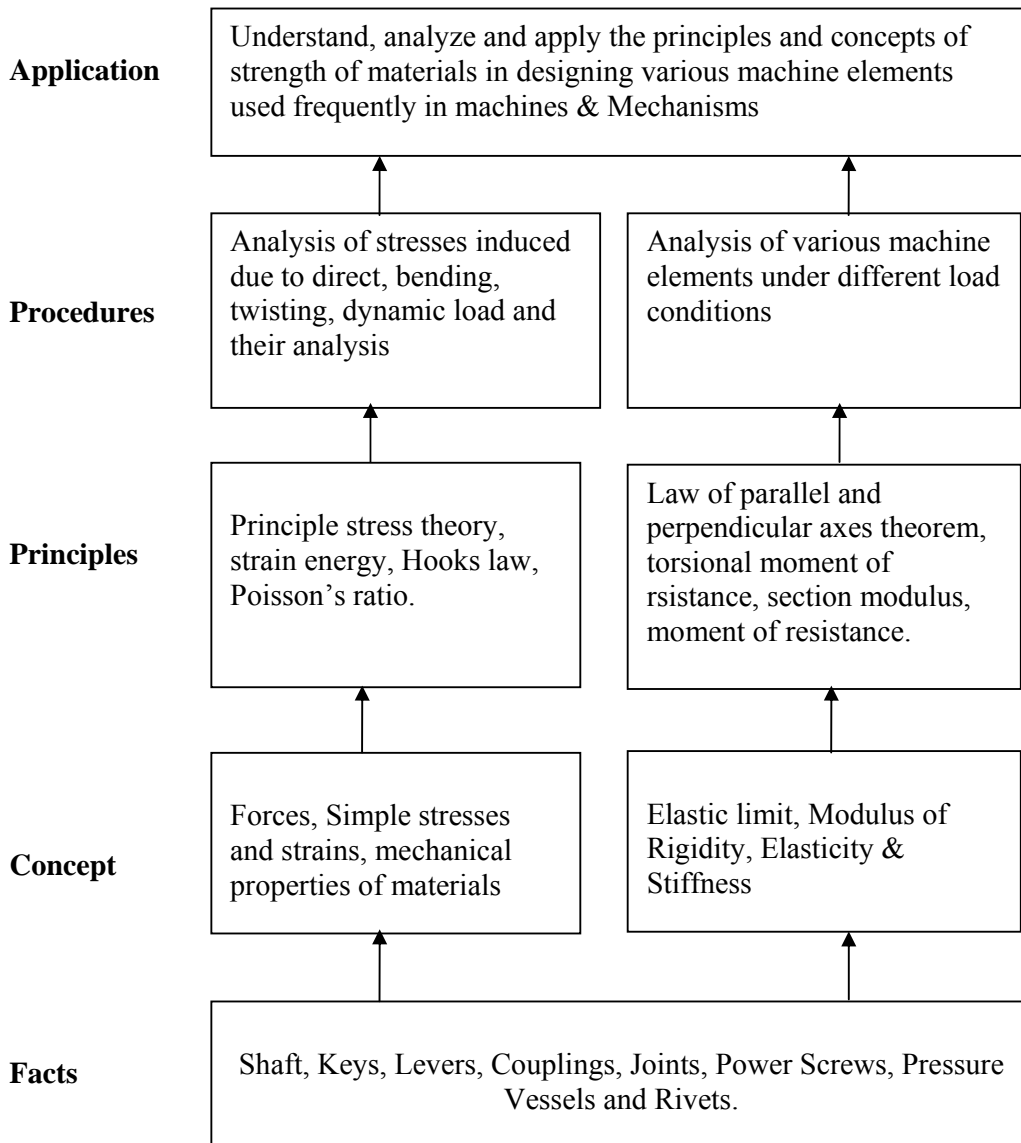 Application
Understand, analyze and apply the principles and concepts of
strength of materials in designing various machine elements
used frequently in machines & Mechanisms
Procedures
Analysis of stresses induced
due to direct, bending,
twisting, dynamic load and
their analysis
Analysis of various machine
elements under different load
conditions
Principles
Principle stress theory,
strain energy, Hooks law,
Poisson’s ratio.
Law of parallel and
perpendicular axes theorem,
torsional moment of
rsistance, section modulus,
moment of resistance.
Concept
Forces, Simple stresses
and strains, mechanical
properties of materials
Elastic limit, Modulus of
Rigidity, Elasticity &
Stiffness
Facts
Shaft, Keys, Levers, Couplings, Joints, Power Screws, Pressure
Vessels and Rivets.